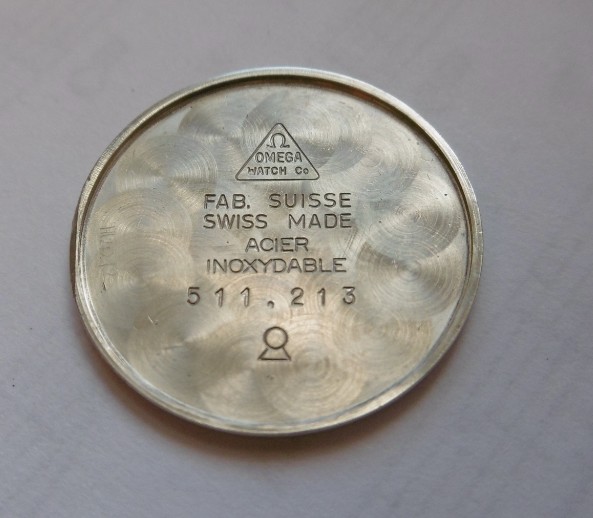 Ω
OMEGA
WATCH Co
FAB. SUISSE
SWISS MADE
ACIER
INOXYDABLE
511.213